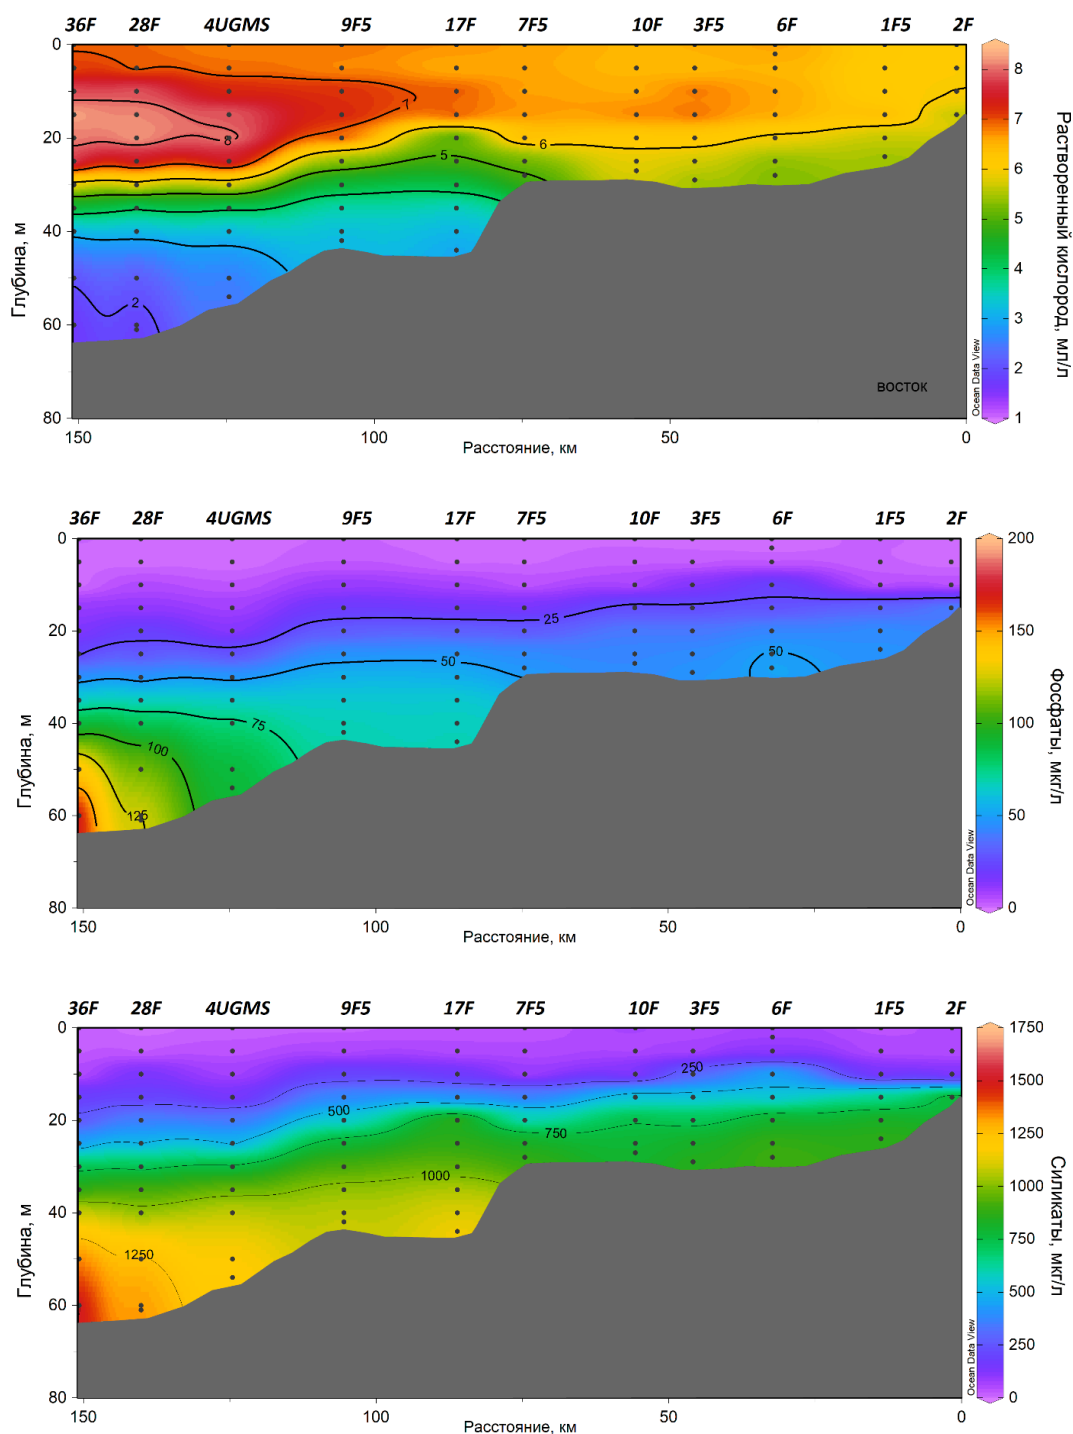 36F 28F 4UGMS 9F5 17F 7F5 10F 3F5 6F 1F5 2F
0
20
40
60
80
Глубина, м
7
8
6
5
2
ВОСТОК
150 100 50 0
Расстояние, км
Ocean Data View
8
7
6
5
4
3
2
1
Растворенный кислород, мл/л
36F 28F 4UGMS 9F5 17F 7F5 10F 3F5 6F 1F5 2F
0
20
40
60
80
Глубина, м
25
50
50
75
100
125
150 100 50 0
Расстояние, км
Ocean Data View
200
150
100
50
0
Фосфаты, мкг/л
36F 28F 4UGMS 9F5 17F 7F5 10F 3F5 6F 1F5 2F
0
20
40
60
80
Глубина, м
250
500
750
1000
1250
150 100 50 0
Расстояние, км
Ocean Data View
1750
1500
1250
1000
750
500
250
0
Силикаты, мкг/л